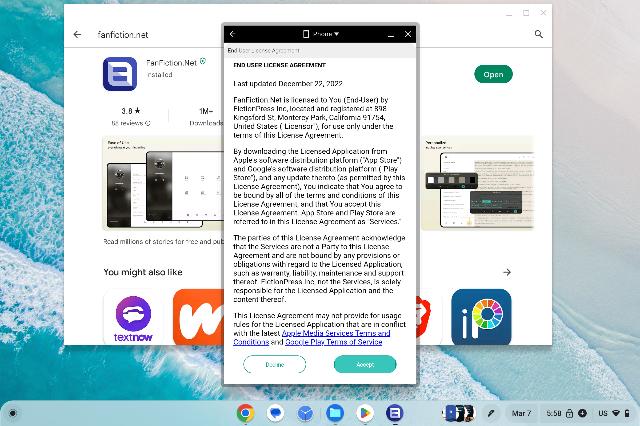 fanfiction.net
FanFiction.Net
Installed
Open
3.8 ★
88 reviews
1M+
Downloads
Ease of Use
Personalize
Read millions of stories for free and pub
You might also like
textnow
Phone
End User License Agreement
END USER LICENSE AGREEMENT
Last updated December 22, 2022
FanFiction.Net is licensed to You (End-User) by
FictionPress Inc, located and registered at 898
Kingsford St, Monterey Park, California 91754,
United States ("Licensor"), for use only under the
terms of this License Agreement.
By downloading the Licensed Application from
Apple's software distribution platform ("App Store")
and Google's software distribution platform ("Play
Store"), and any update thereto (as permitted by this
License Agreement), You indicate that You agree to
be bound by all of the terms and conditions of this
License Agreement, and that You accept this
License Agreement. App Store and Play Store are
referred to in this License Agreement as "Services."
The parties of this License Agreement acknowledge
that the Services are not a Party to this License
Agreement and are not bound by any provisions or
obligations with regard to the Licensed Application,
such as warranty, liability, maintenance and support
thereof. FictionPress Inc, not the Services, is solely
responsible for the Licensed Application and the
content thereof.
This License Agreement may not provide for usage
rules for the Licensed Application that are in conflict
with the latest Apple Media Services Terms and
Conditions and Google Play Terms of Service
Decline
Accept
Mar 7
5:58
US